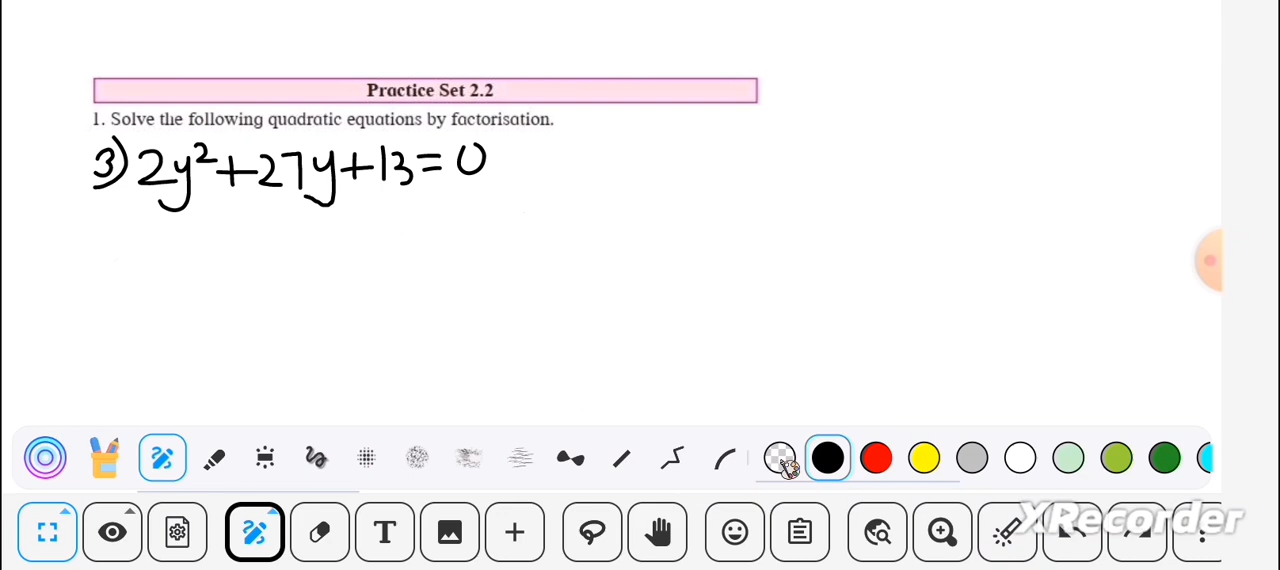 Practice Set 2.2
1. Solve the following quadratic equations by factorisation.
3) 2y²+27y+13=0
T
XRecorder